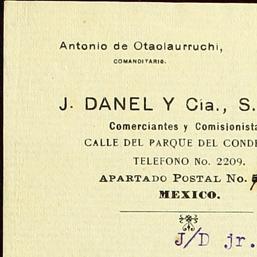 Antonio de Otaolaurruchi,
COMANDITARIO.
J. DANEL Y Cia., S.
Comerciantes y Comisionista
CALLE DEL PARQUE DEL CONDE
TELEFONO No. 2209.
APARTADO POSTAL No.
MEXICO.
J/D jr.